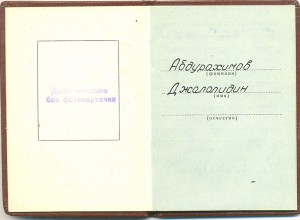 Действительно
без фотокарточки
Абдурахимов
(фамилия)
Джалолидин
(имя)
(отчество)